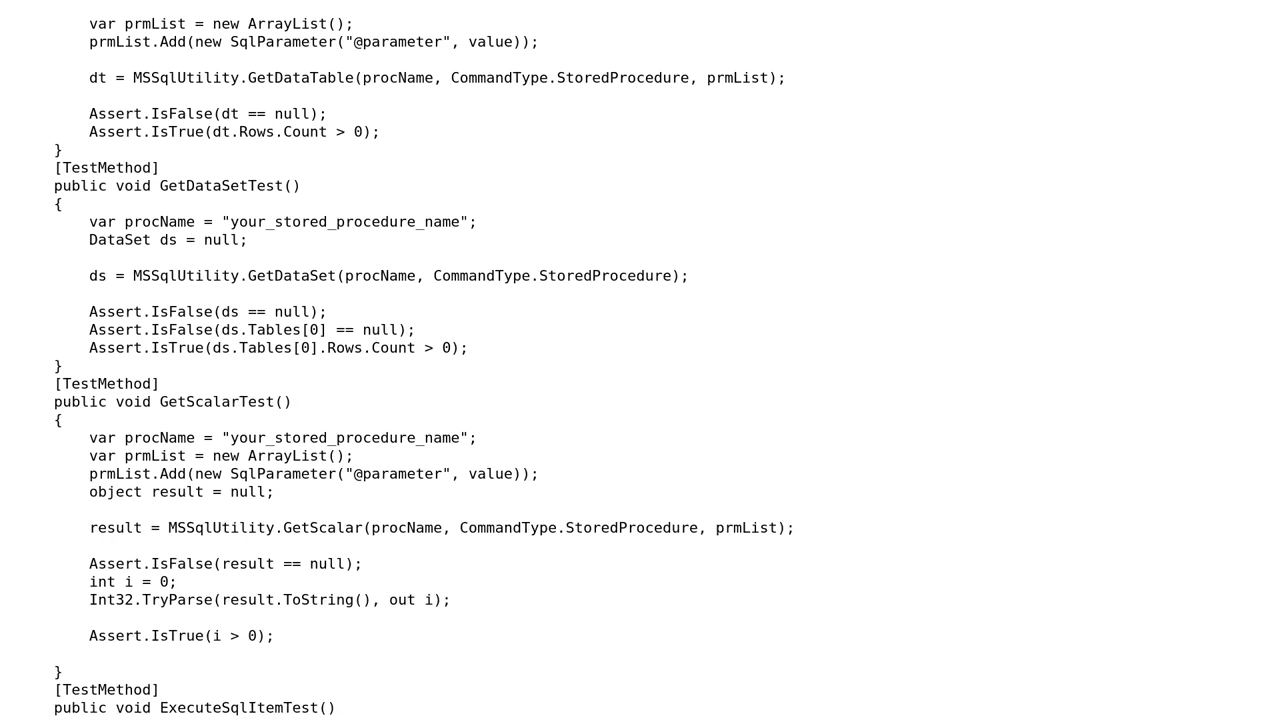 var prmList = new ArrayList();
prmList.Add(new SqlParameter("@parameter", value));
dt = MSSqlUtility.GetDataTable(procName, CommandType.StoredProcedure, prmList);
Assert.IsFalse(dt == null);
Assert.IsTrue(dt.Rows.Count > 0);
}
[TestMethod]
public void GetDataSetTest()
{
var procName = "your_stored_procedure_name";
DataSet ds = null;
ds = MSSqlUtility.GetDataSet(procName, CommandType.StoredProcedure);
Assert.IsFalse(ds == null);
Assert.IsFalse(ds.Tables[0] == null);
Assert.IsTrue(ds.Tables[0].Rows.Count > 0);
}
[TestMethod]
public void GetScalarTest()
{
var procName = "your_stored_procedure_name";
var prmList = new ArrayList();
prmList.Add(new SqlParameter("@parameter", value));
object result = null;
result = MSSqlUtility.GetScalar(procName, CommandType.StoredProcedure, prmList);
Assert.IsFalse(result == null);
int i = 0;
Int32.TryParse(result.ToString(), out i);
Assert.IsTrue(i > 0);
}
[TestMethod]
public void ExecuteSqlItemTest()